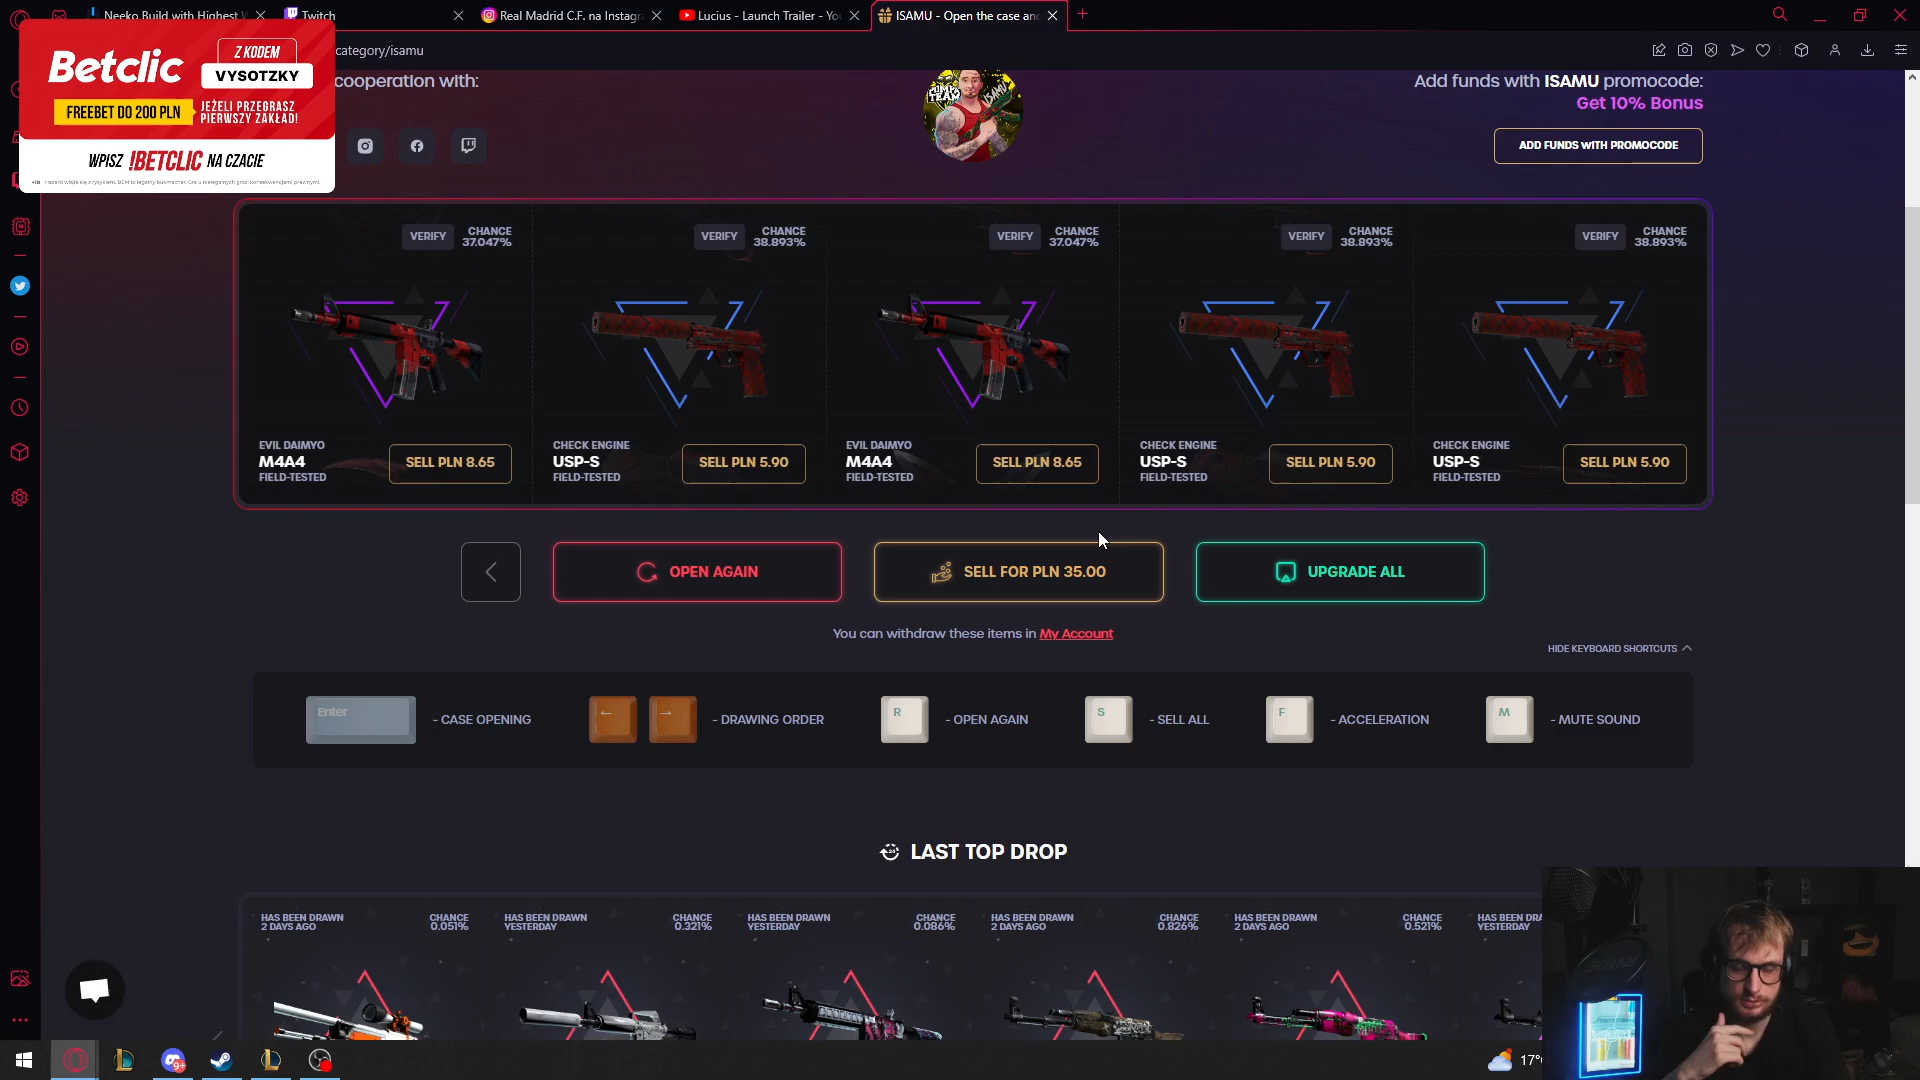 Neeko Build with Highest V
Twitch
Real Madrid C.F. na Instagr
Lucius - Launch Trailer - Yo
ISAMU - Open the case and
category/isamu
Betclic
Z KODEM
VYSOTZKY
FREEBET DO 200 PLN
JEŻELI PRZEGRASZ
PIERWSZY ZAKŁAD!
WPISZ !BETCLIC NA CZACIE
cooperation with:
Add funds with ISAMU promocode:
Get 10% Bonus
ADD FUNDS WITH PROMOCODE
VERIFY
CHANCE
37.047%
VERIFY
CHANCE
38.893%
VERIFY
CHANCE
37.047%
VERIFY
CHANCE
38.893%
VERIFY
CHANCE
38.893%
EVIL DAIMYO
M4A4
FIELD-TESTED
SELL PLN 8.65
CHECK ENGINE
USP-S
FIELD-TESTED
SELL PLN 5.90
EVIL DAIMYO
M4A4
FIELD-TESTED
SELL PLN 8.65
CHECK ENGINE
USP-S
FIELD-TESTED
SELL PLN 5.90
CHECK ENGINE
USP-S
FIELD-TESTED
SELL PLN 5.90
OPEN AGAIN
SELL FOR PLN 35.00
UPGRADE ALL
You can withdraw these items in My Account
HIDE KEYBOARD SHORTCUTS
Enter
- CASE OPENING
- DRAWING ORDER
R
- OPEN AGAIN
S
- SELL ALL
F
- ACCELERATION
M
- MUTE SOUND
LAST TOP DROP
HAS BEEN DRAWN
2 DAYS AGO
CHANCE
0.051%
HAS BEEN DRAWN
YESTERDAY
CHANCE
0.321%
HAS BEEN DRAWN
YESTERDAY
CHANCE
0.086%
HAS BEEN DRAWN
2 DAYS AGO
CHANCE
0.826%
HAS BEEN DRAWN
2 DAYS AGO
CHANCE
0.521%
HAS BEEN DRA
YESTERDAY
9+
17°